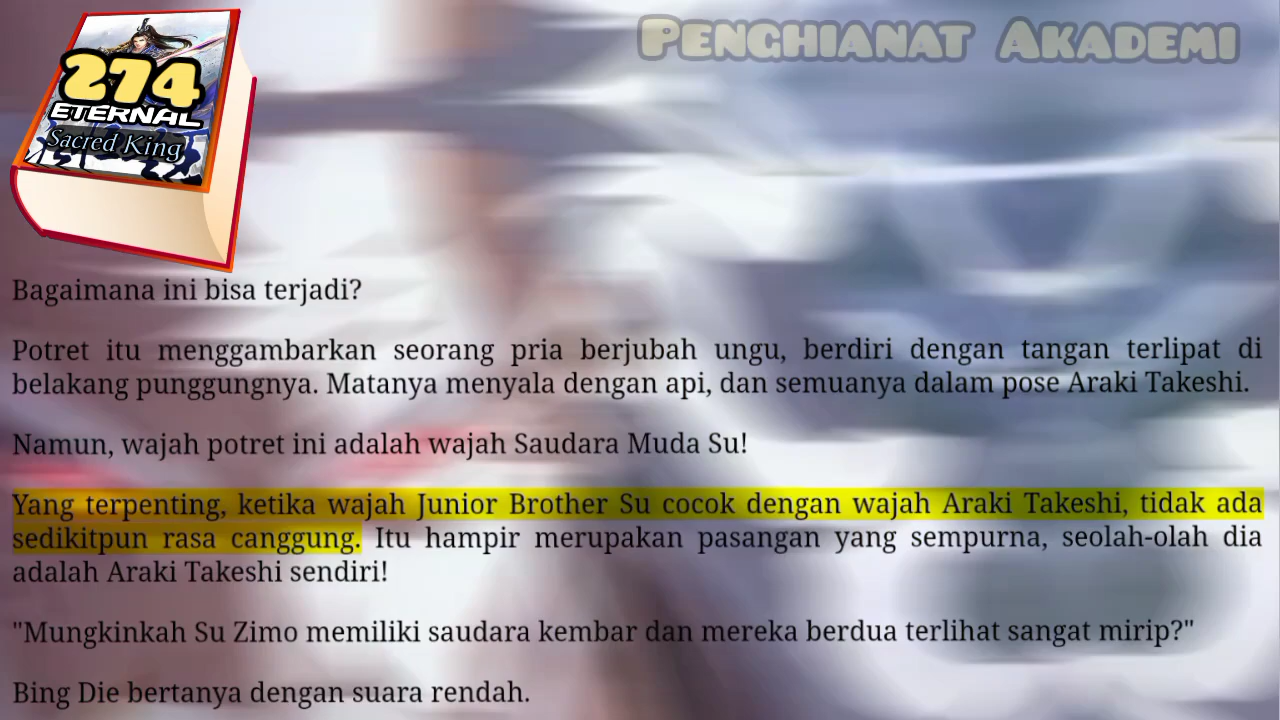 Penghianat Akademi
274
ETERNAL
Sacred King
Bagaimana ini bisa terjadi?
Potret itu menggambarkan seorang pria berjubah ungu, berdiri dengan tangan terlipat di
belakang punggungnya. Matanya menyala dengan api, dan semuanya dalam pose Araki Takeshi.
Namun, wajah potret ini adalah wajah Saudara Muda Su!
Yang terpenting, ketika wajah Junior Brother Su cocok dengan wajah Araki Takeshi, tidak ada
sedikitpun rasa canggung. Itu hampir merupakan pasangan yang sempurna, seolah-olah dia
adalah Araki Takeshi sendiri!
"Mungkinkah Su Zimo memiliki saudara kembar dan mereka berdua terlihat sangat mirip?"
Bing Die bertanya dengan suara rendah.